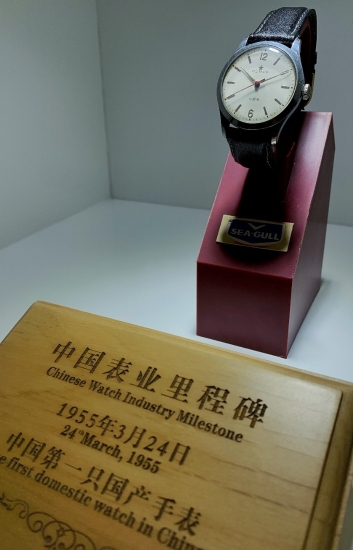 SEA-GULL
中国表业里程碑
Chinese Watch Industry Milestone
1955年3月24日
24th March, 1955
中国第一只国产手表
e first domestic watch in Chin